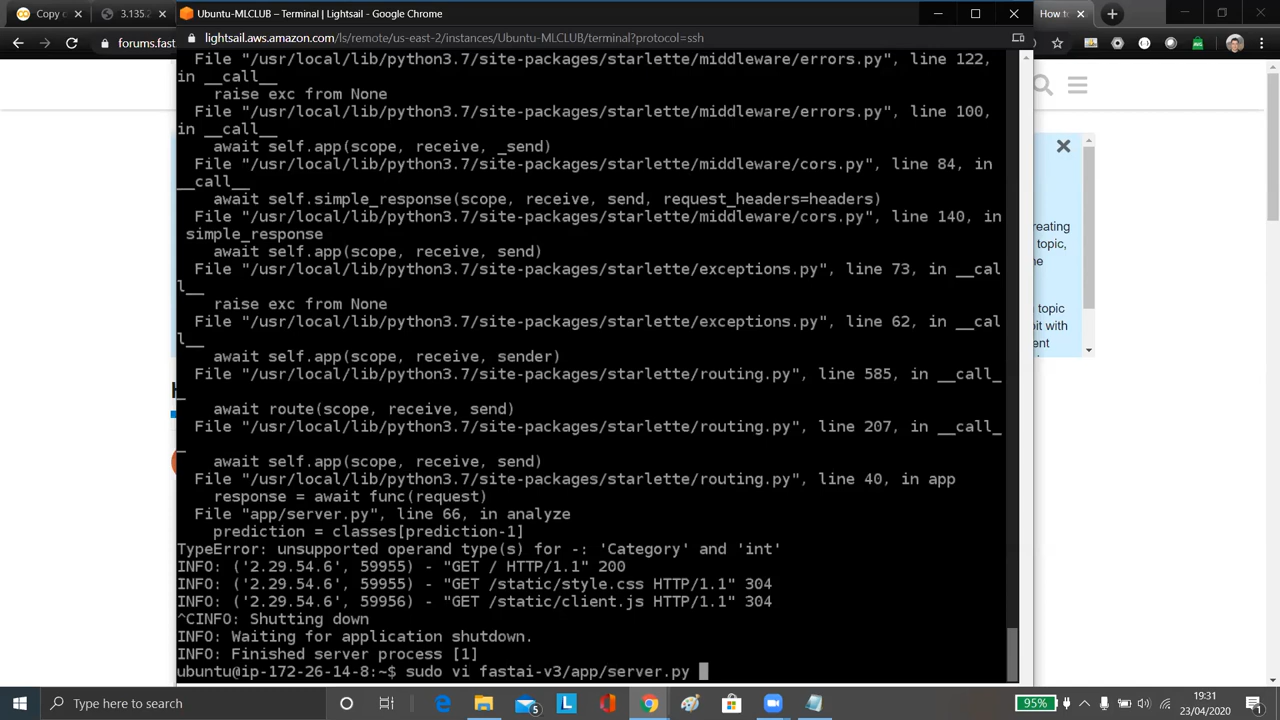 Copy o
3.135.2
Ubuntu-MLCLUB – Terminal | Lightsail - Google Chrome
How to
forums.fast
lightsail.aws.amazon.com/ls/remote/us-east-2/instances/Ubuntu-MLCLUB/terminal?protocol=ssh
File "/usr/local/lib/python3.7/site-packages/starlette/middleware/errors.py", line 122,
in __call__
raise exc from None
File "/usr/local/lib/python3.7/site-packages/starlette/middleware/errors.py", line 100,
in __call__
await self.app(scope, receive, _send)
File "/usr/local/lib/python3.7/site-packages/starlette/middleware/cors.py", line 84, in
__call__
await self.simple_response(scope, receive, send, request_headers=headers)
File "/usr/local/lib/python3.7/site-packages/starlette/middleware/cors.py", line 140, in
simple_response
await self.app(scope, receive, send)
File "/usr/local/lib/python3.7/site-packages/starlette/exceptions.py", line 73, in __cal
l__
raise exc from None
File "/usr/local/lib/python3.7/site-packages/starlette/exceptions.py", line 62, in __cal
l__
await self.app(scope, receive, sender)
File "/usr/local/lib/python3.7/site-packages/starlette/routing.py", line 585, in __call_
_
await route(scope, receive, send)
File "/usr/local/lib/python3.7/site-packages/starlette/routing.py", line 207, in __call_
_
await self.app(scope, receive, send)
File "/usr/local/lib/python3.7/site-packages/starlette/routing.py", line 40, in app
response = await func(request)
File "app/server.py", line 66, in analyze
prediction = classes[prediction-1]
TypeError: unsupported operand type(s) for -: 'Category' and 'int'
INFO: ('2.29.54.6', 59955) - "GET / HTTP/1.1" 200
INFO: ('2.29.54.6', 59955) - "GET /static/style.css HTTP/1.1" 304
INFO: ('2.29.54.6', 59956) - "GET /static/client.js HTTP/1.1" 304
^CINFO: Shutting down
INFO: Waiting for application shutdown.
INFO: Finished server process [1]
ubuntu@ip-172-26-14-8:~$ sudo vi fastai-v3/app/server.py
reating
topic,
ne
topic
bit with
ent
Type here to search
5
L
95%
19:31
23/04/2020